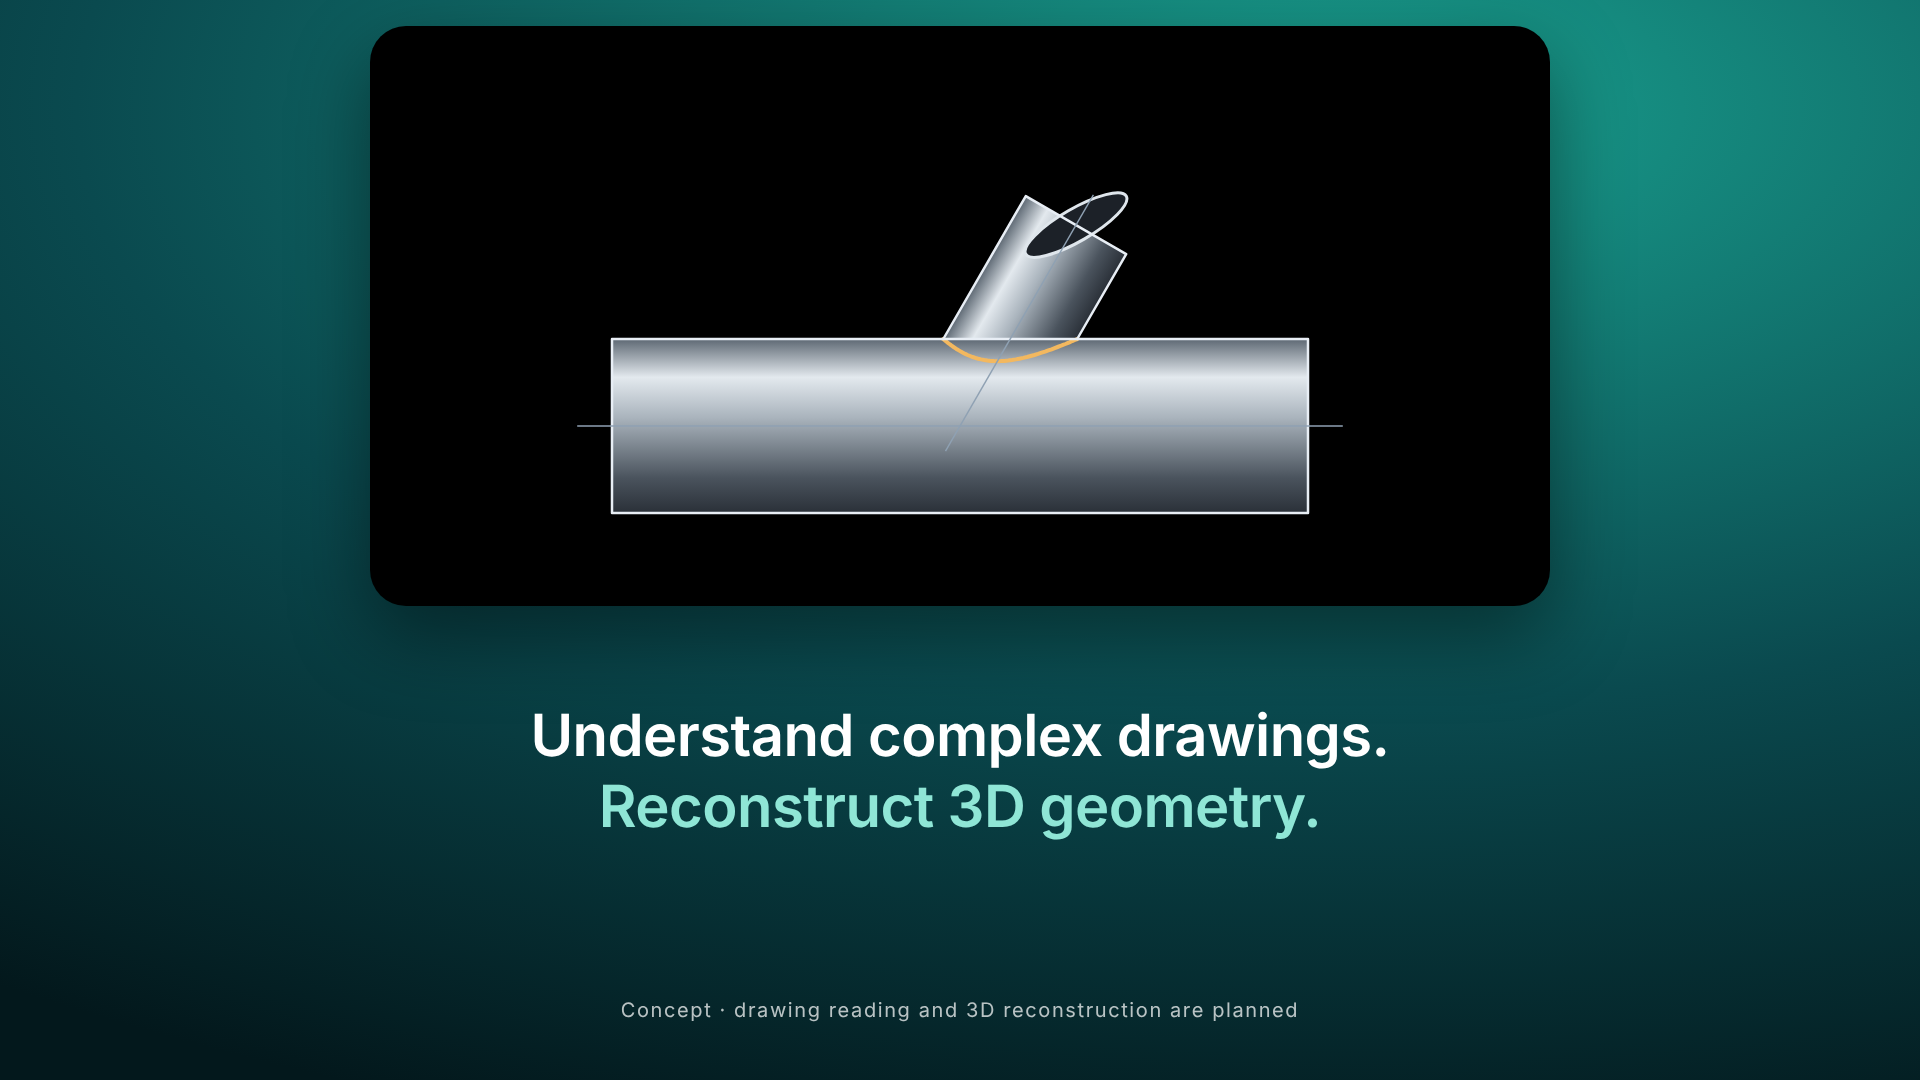 Understand complex drawings.
Reconstruct 3D geometry.
Concept · drawing reading and 3D reconstruction are planned